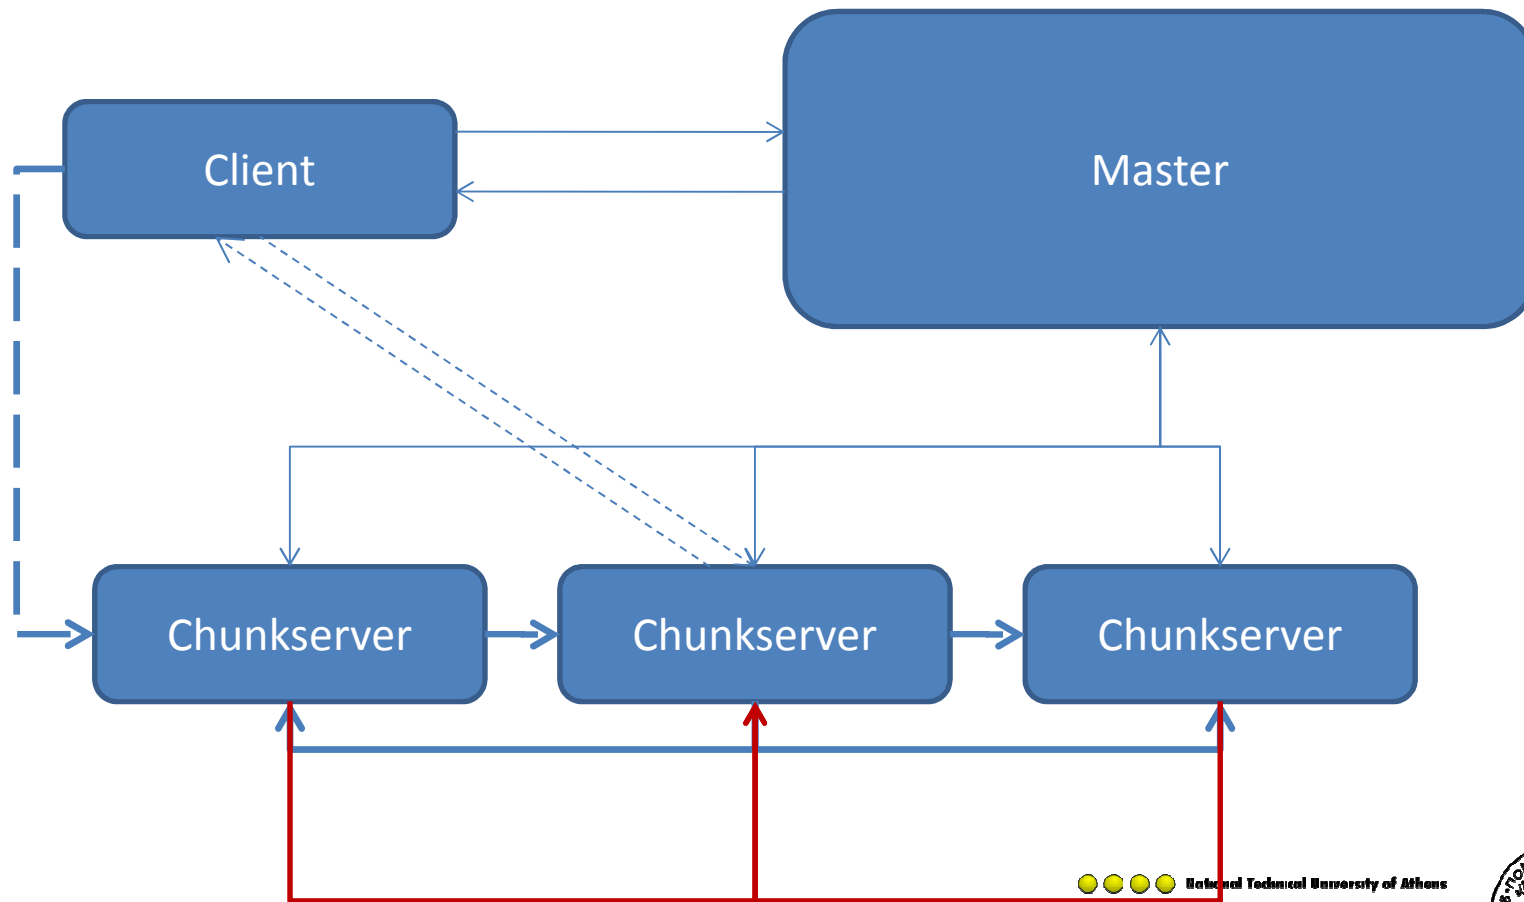 Client
Master
Chunkserver
Chunkserver
Chunkserver
National Technical University of Athens